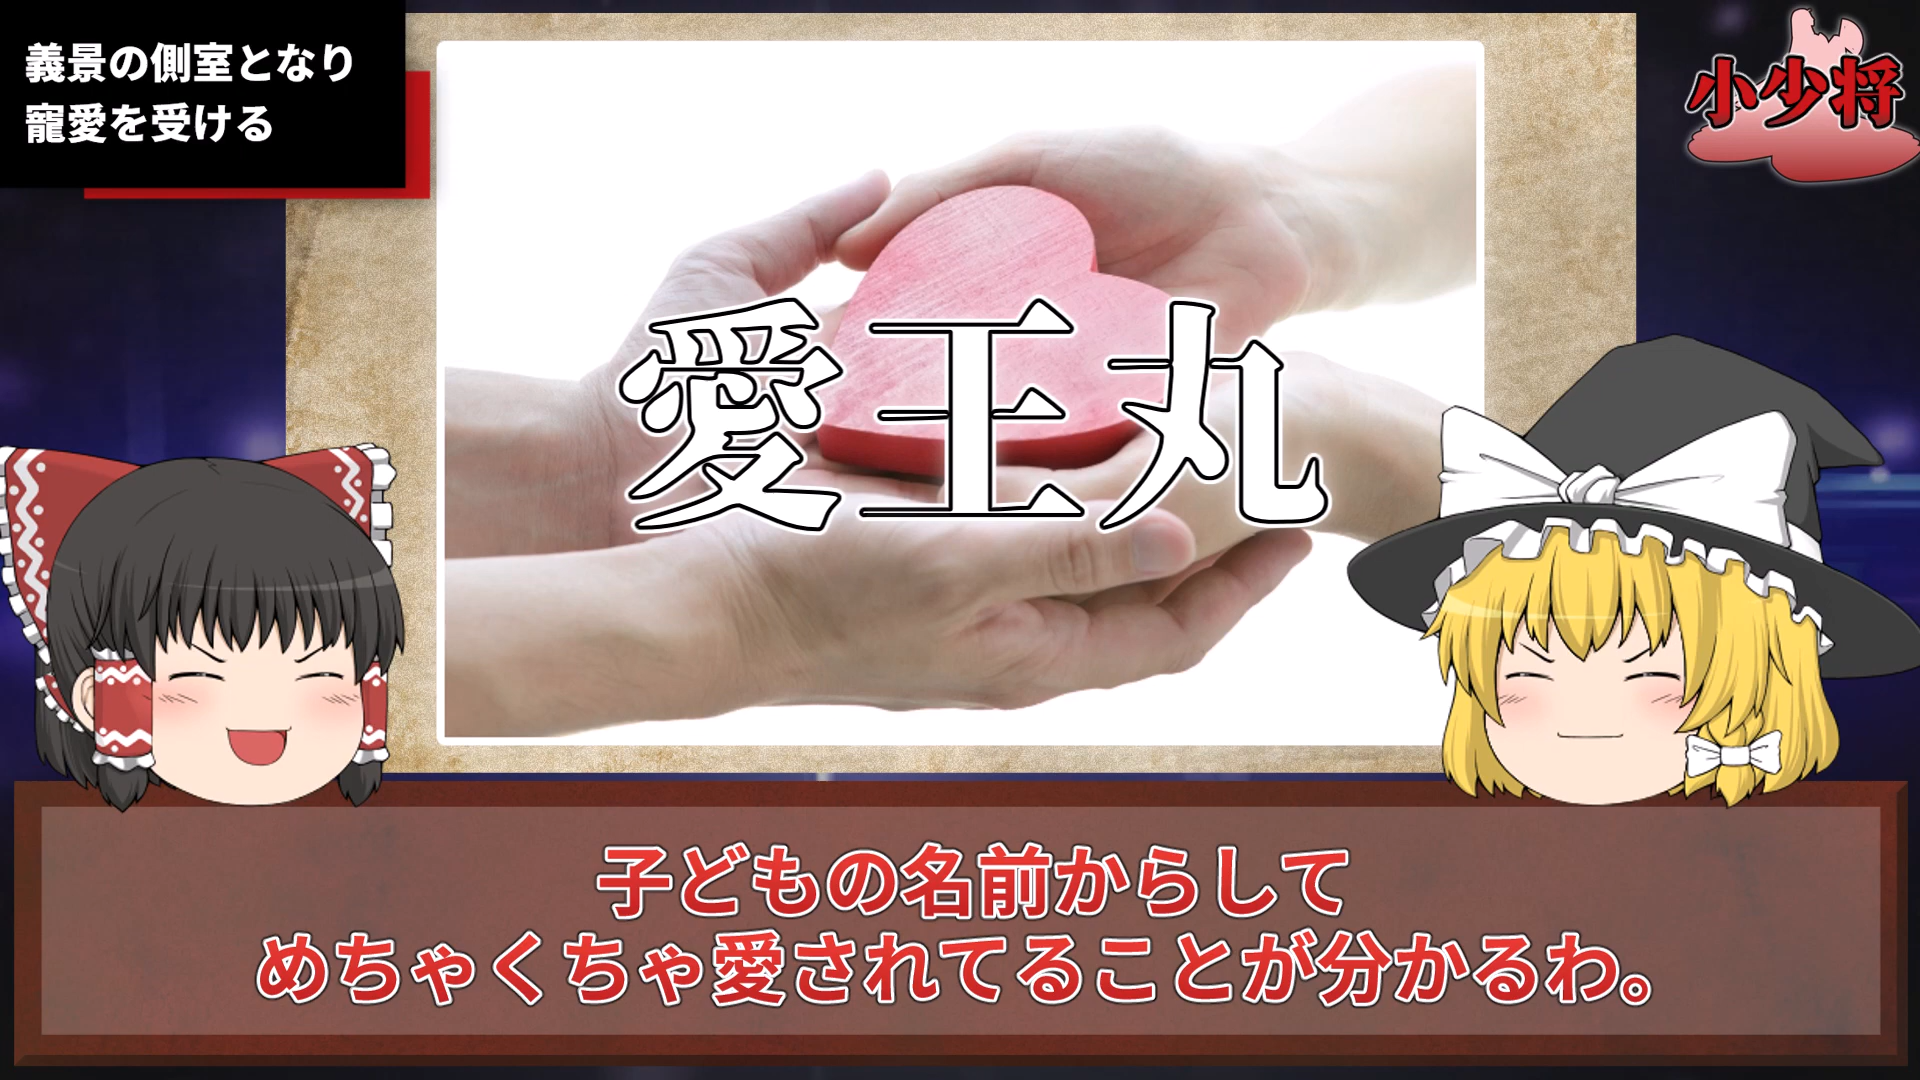 義景の側室となり
寵愛を受ける
小少将
愛王丸
子どもの名前からして
めちゃくちゃ愛されてることが分かるわ。